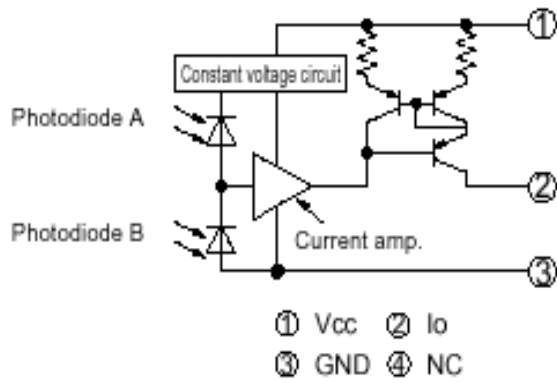 ①
Constant voltage circuit
Photodiode A
②
Photodiode B
Current amp.
③
① Vcc ② Io
③ GND ④ NC